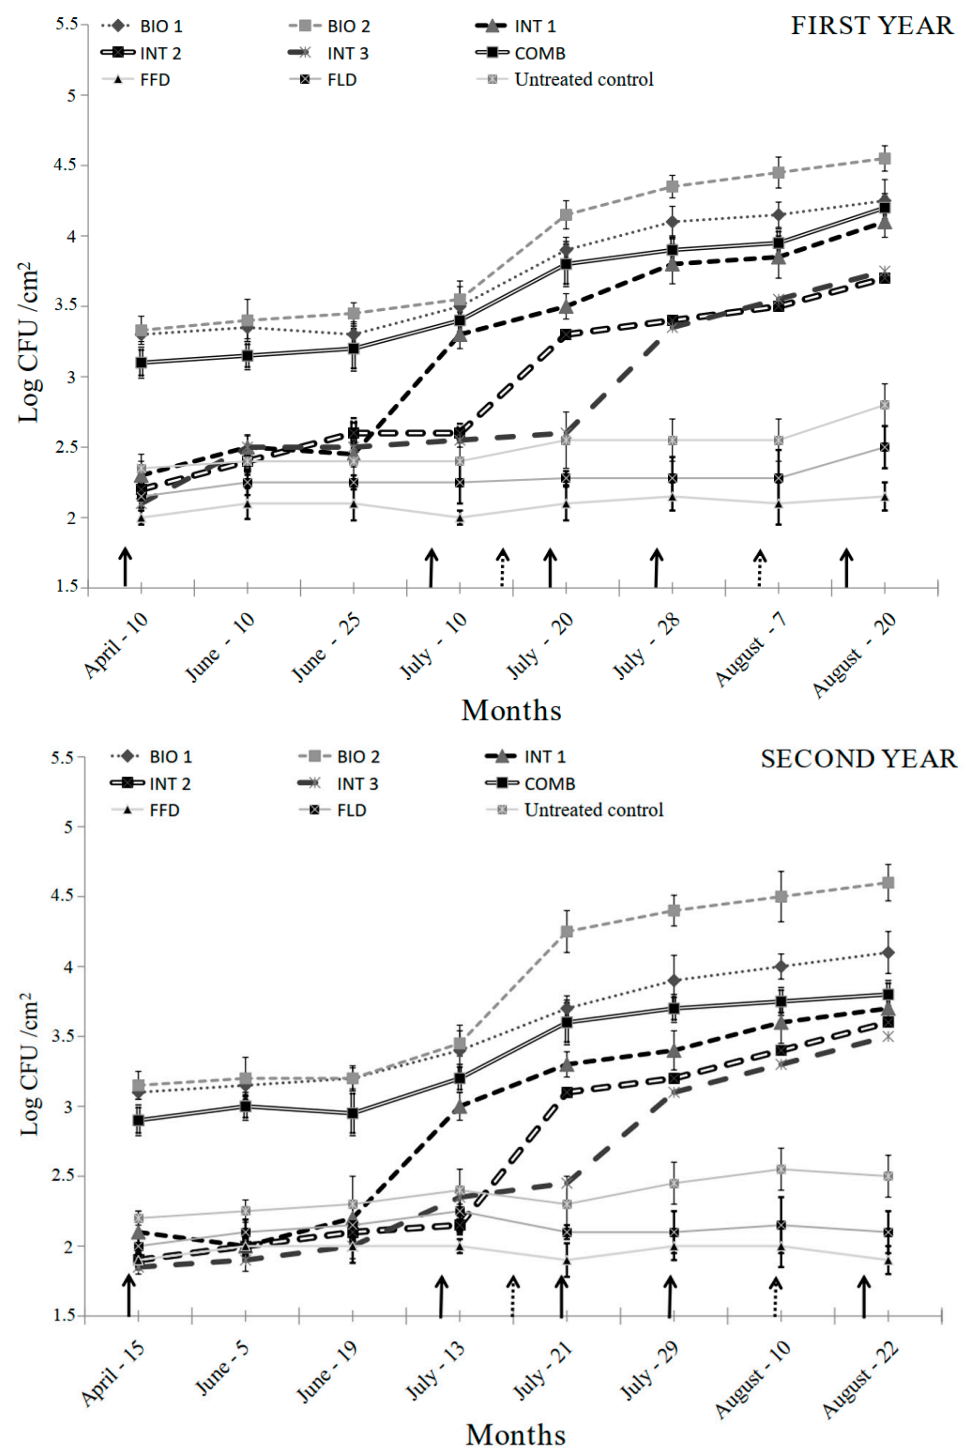 FIRST YEAR
BIO 1 BIO 2 INT 1
INT 2 INT 3 COMB
FFD FLD Untreated control
5.5
5
4.5
4
3.5
3
2.5
2
1.5
Log CFU /cm2
April - 10 June - 10 June - 25 July - 10 July - 20 July - 28 August - 7 August - 20
Months
SECOND YEAR
BIO 1 BIO 2 INT 1
INT 2 INT 3 COMB
FFD FLD Untreated control
5.5
5
4.5
4
3.5
3
2.5
2
1.5
Log CFU /cm2
April - 15 June - 5 June - 19 July - 13 July - 21 July - 29 August - 10 August - 22
Months